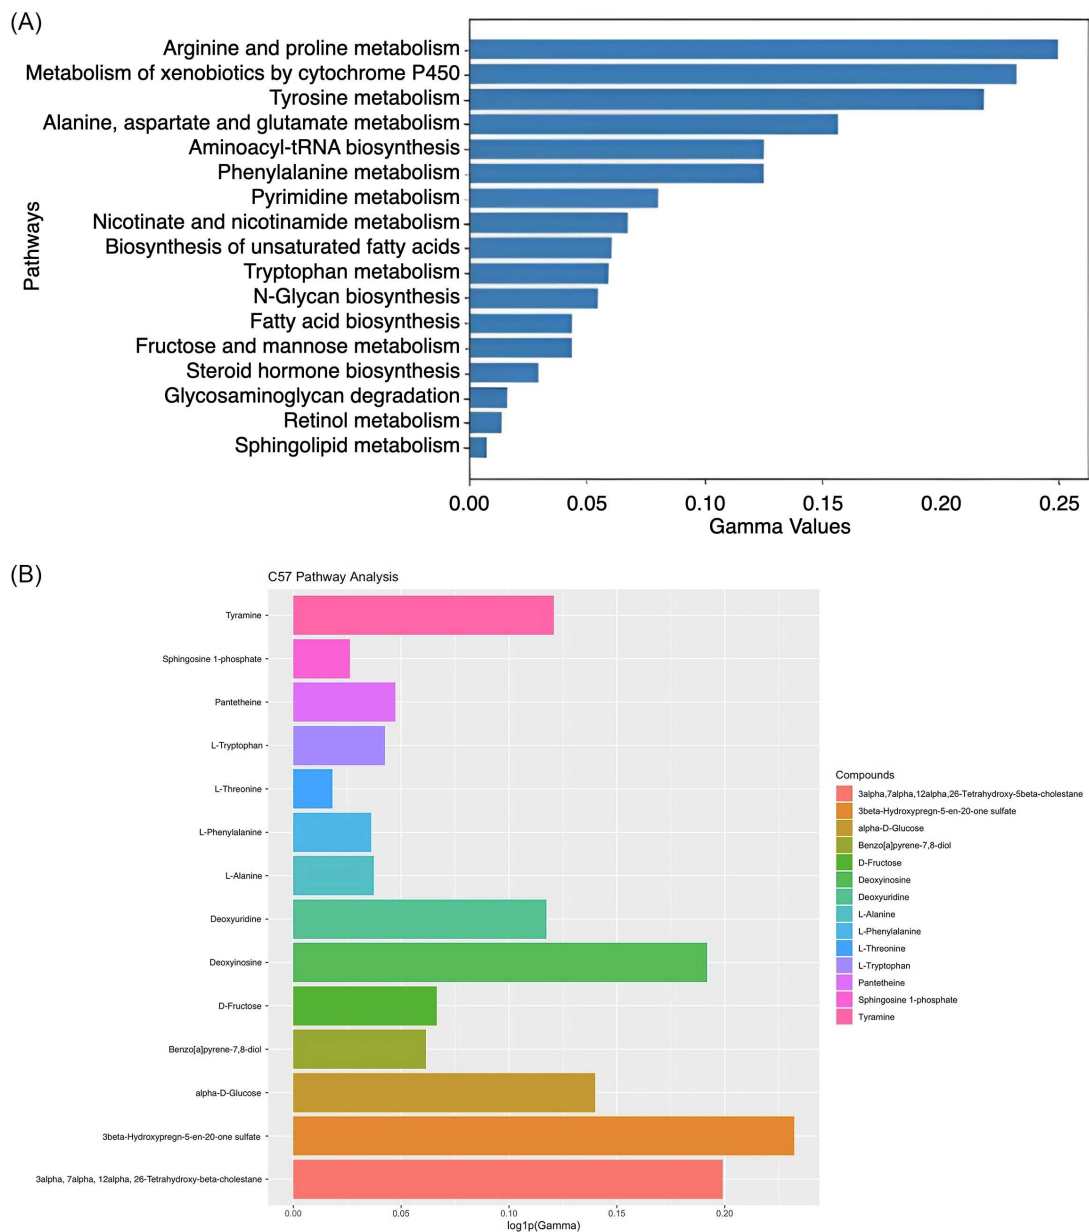 (A)
Pathways
Arginine and proline metabolism
Metabolism of xenobiotics by cytochrome P450
Tyrosine metabolism
Alanine, aspartate and glutamate metabolism
Aminoacyl-tRNA biosynthesis
Phenylalanine metabolism
Pyrimidine metabolism
Nicotinate and nicotinamide metabolism
Biosynthesis of unsaturated fatty acids
Tryptophan metabolism
N-Glycan biosynthesis
Fatty acid biosynthesis
Fructose and mannose metabolism
Steroid hormone biosynthesis
Glycosaminoglycan degradation
Retinol metabolism
Sphingolipid metabolism
0.00 0.05 0.10 0.15 0.20 0.25
Gamma Values
(B)
C57 Pathway Analysis
Tyramine
Sphingosine 1-phosphate
Pantetheine
L-Tryptophan
L-Threonine
L-Phenylalanine
L-Alanine
Deoxyuridine
Deoxyinosine
D-Fructose
Benzo[a]pyrene-7,8-diol
alpha-D-Glucose
3beta-Hydroxypregn-5-en-20-one sulfate
3alpha, 7alpha, 12alpha, 26-Tetrahydroxy-beta-cholestane
0.00 0.05 0.10 0.15 0.20
log1p(Gamma)
Compounds
3alpha,7alpha,12alpha,26-Tetrahydroxy-5beta-cholestane
3beta-Hydroxypregn-5-en-20-one sulfate
alpha-D-Glucose
Benzo[a]pyrene-7,8-diol
D-Fructose
Deoxyinosine
Deoxyuridine
L-Alanine
L-Phenylalanine
L-Threonine
L-Tryptophan
Pantetheine
Sphingosine 1-phosphate
Tyramine